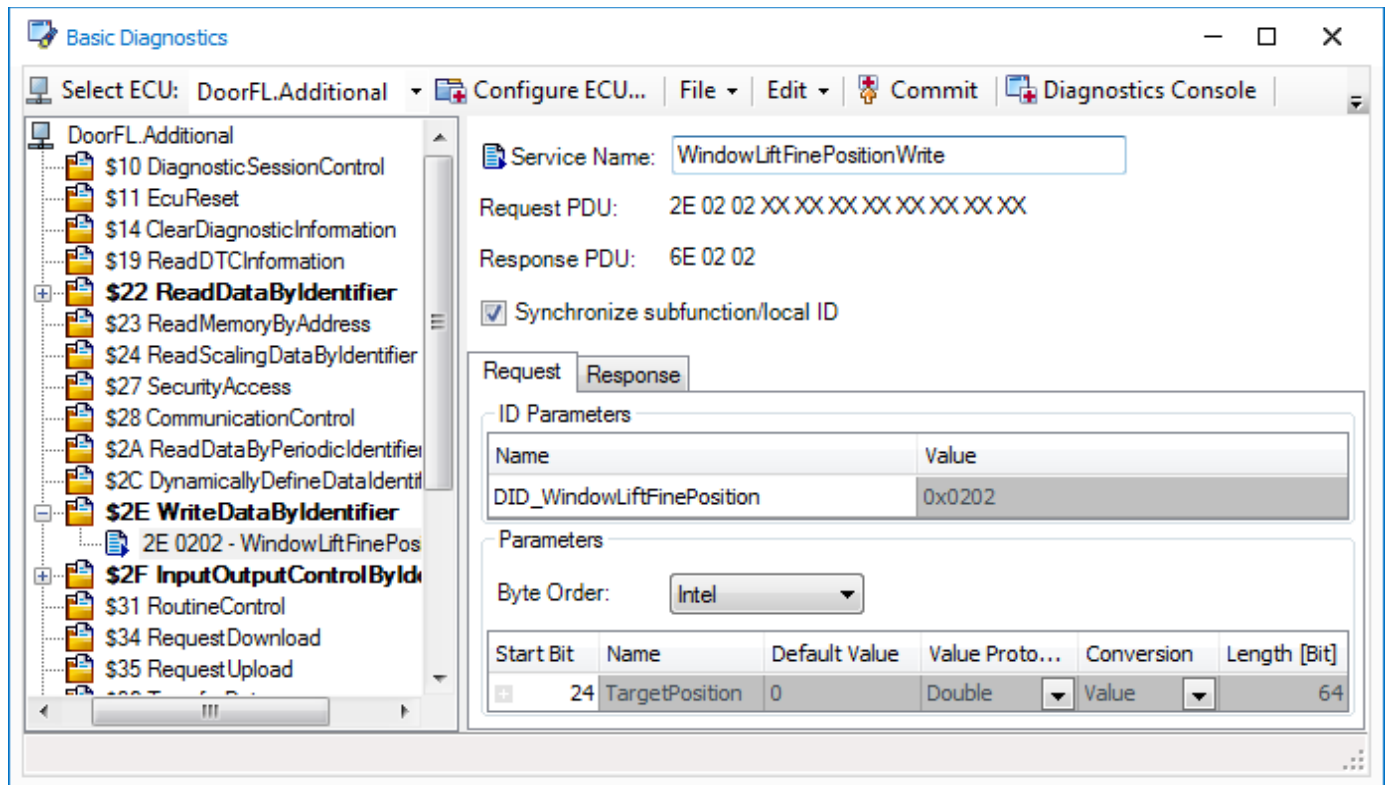 Basic Diagnostics
Select ECU: DoorFL.Additional Configure ECU... File Edit Commit Diagnostics Console
DoorFL.Additional
$10 DiagnosticSessionControl
$11 EcuReset
$14 ClearDiagnosticInformation
$19 ReadDTCInformation
$22 ReadDataByIdentifier
$23 ReadMemoryByAddress
$24 ReadScalingDataByIdentifier
$27 SecurityAccess
$28 CommunicationControl
$2A ReadDataByPeriodicIdentifier
$2C DynamicallyDefineDataIdentif
$2E WriteDataByIdentifier
2E 0202 - WindowLiftFinePos
$2F InputOutputControlByIde
$31 RoutineControl
$34 RequestDownload
$35 RequestUpload
Service Name: WindowLiftFinePositionWrite
Request PDU: 2E 02 02 XX XX XX XX XX XX XX XX
Response PDU: 6E 02 02
Synchronize subfunction/local ID
Request Response
ID Parameters
Name Value
DID_WindowLiftFinePosition 0x0202
Parameters
Byte Order: Intel
Start Bit Name Default Value Value Proto... Conversion Length [Bit]
24 TargetPosition 0 Double Value 64